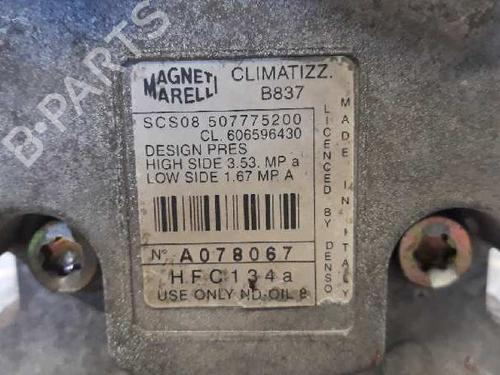 MAGNETI MARELLI
CLIMATIZZ.
B837
SCS08 507775200
CL. 606596430
DESIGN PRES
HIGH SIDE 3.53. MP a
LOW SIDE 1.67 MP A
N° A078067
HFC134a
USE ONLY ND-OIL 8
LICENCED BY DENSO
MADE IN ITALY